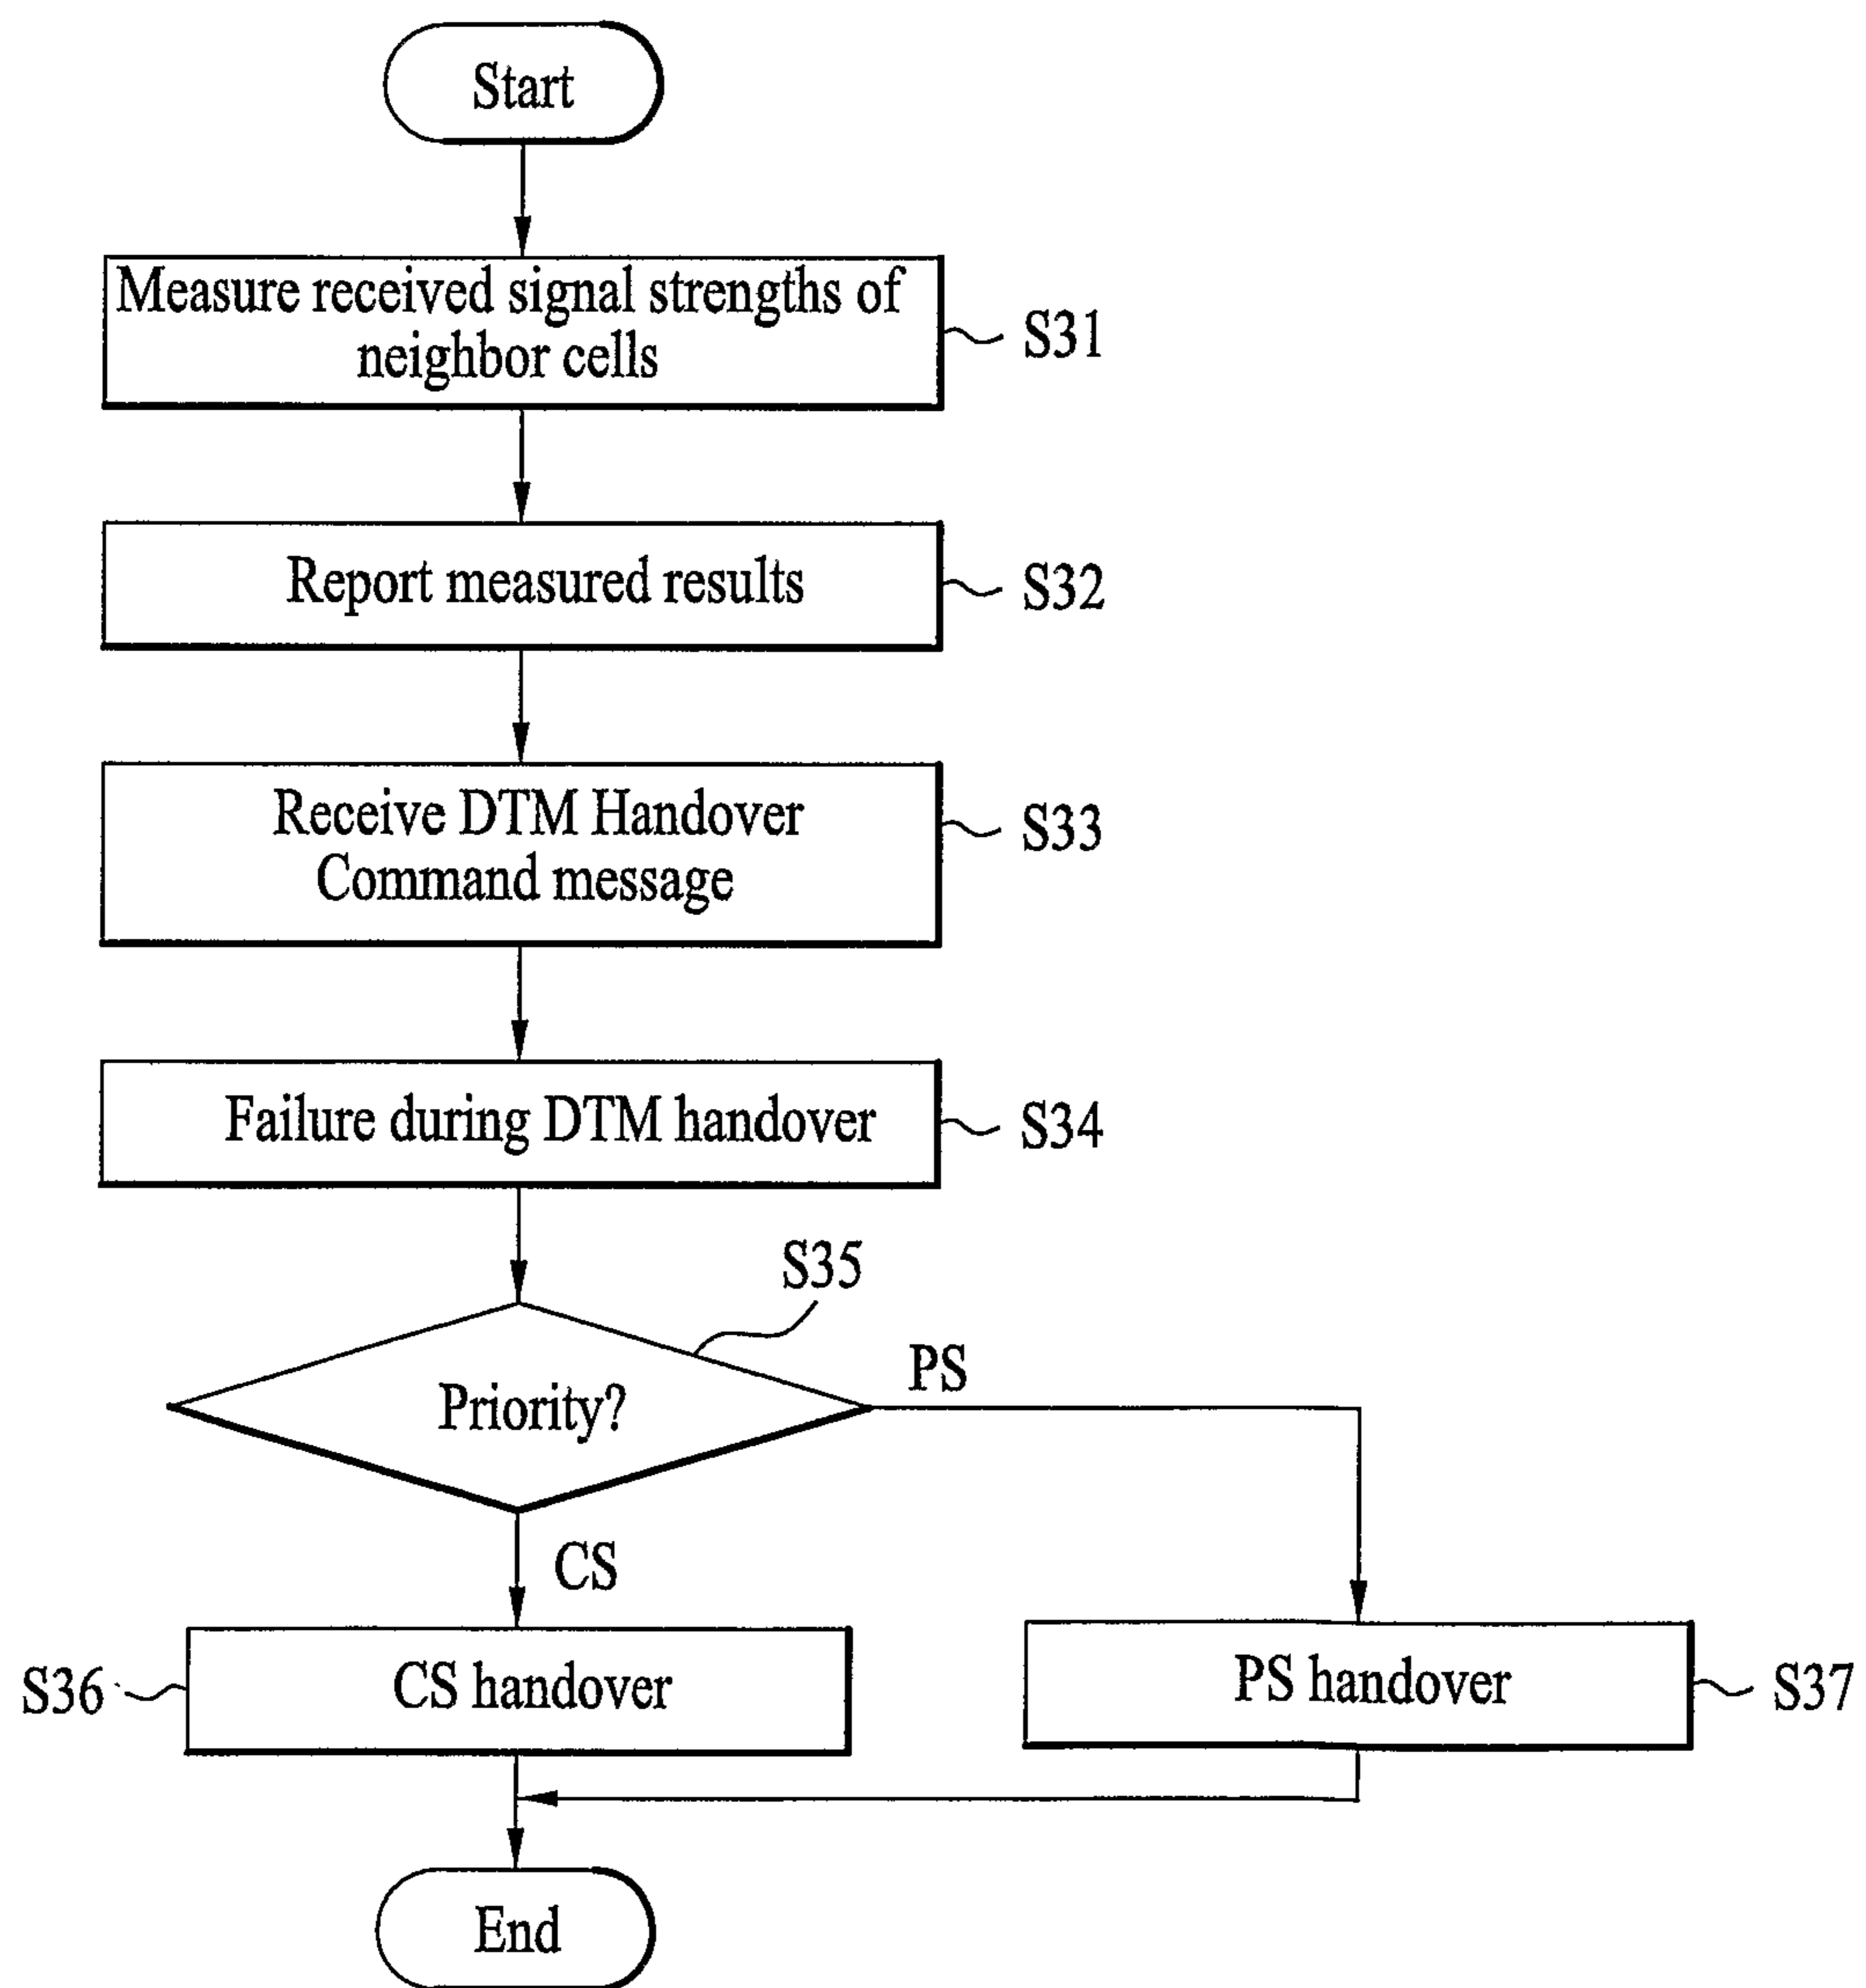 Start
Measure received signal strengths of
neighbor cells
S31
Report measured results
S32
Receive DTM Handover
Command message
S33
Failure during DTM handover
S34
S35
Priority?
PS
CS
S36
CS handover
PS handover
S37
End